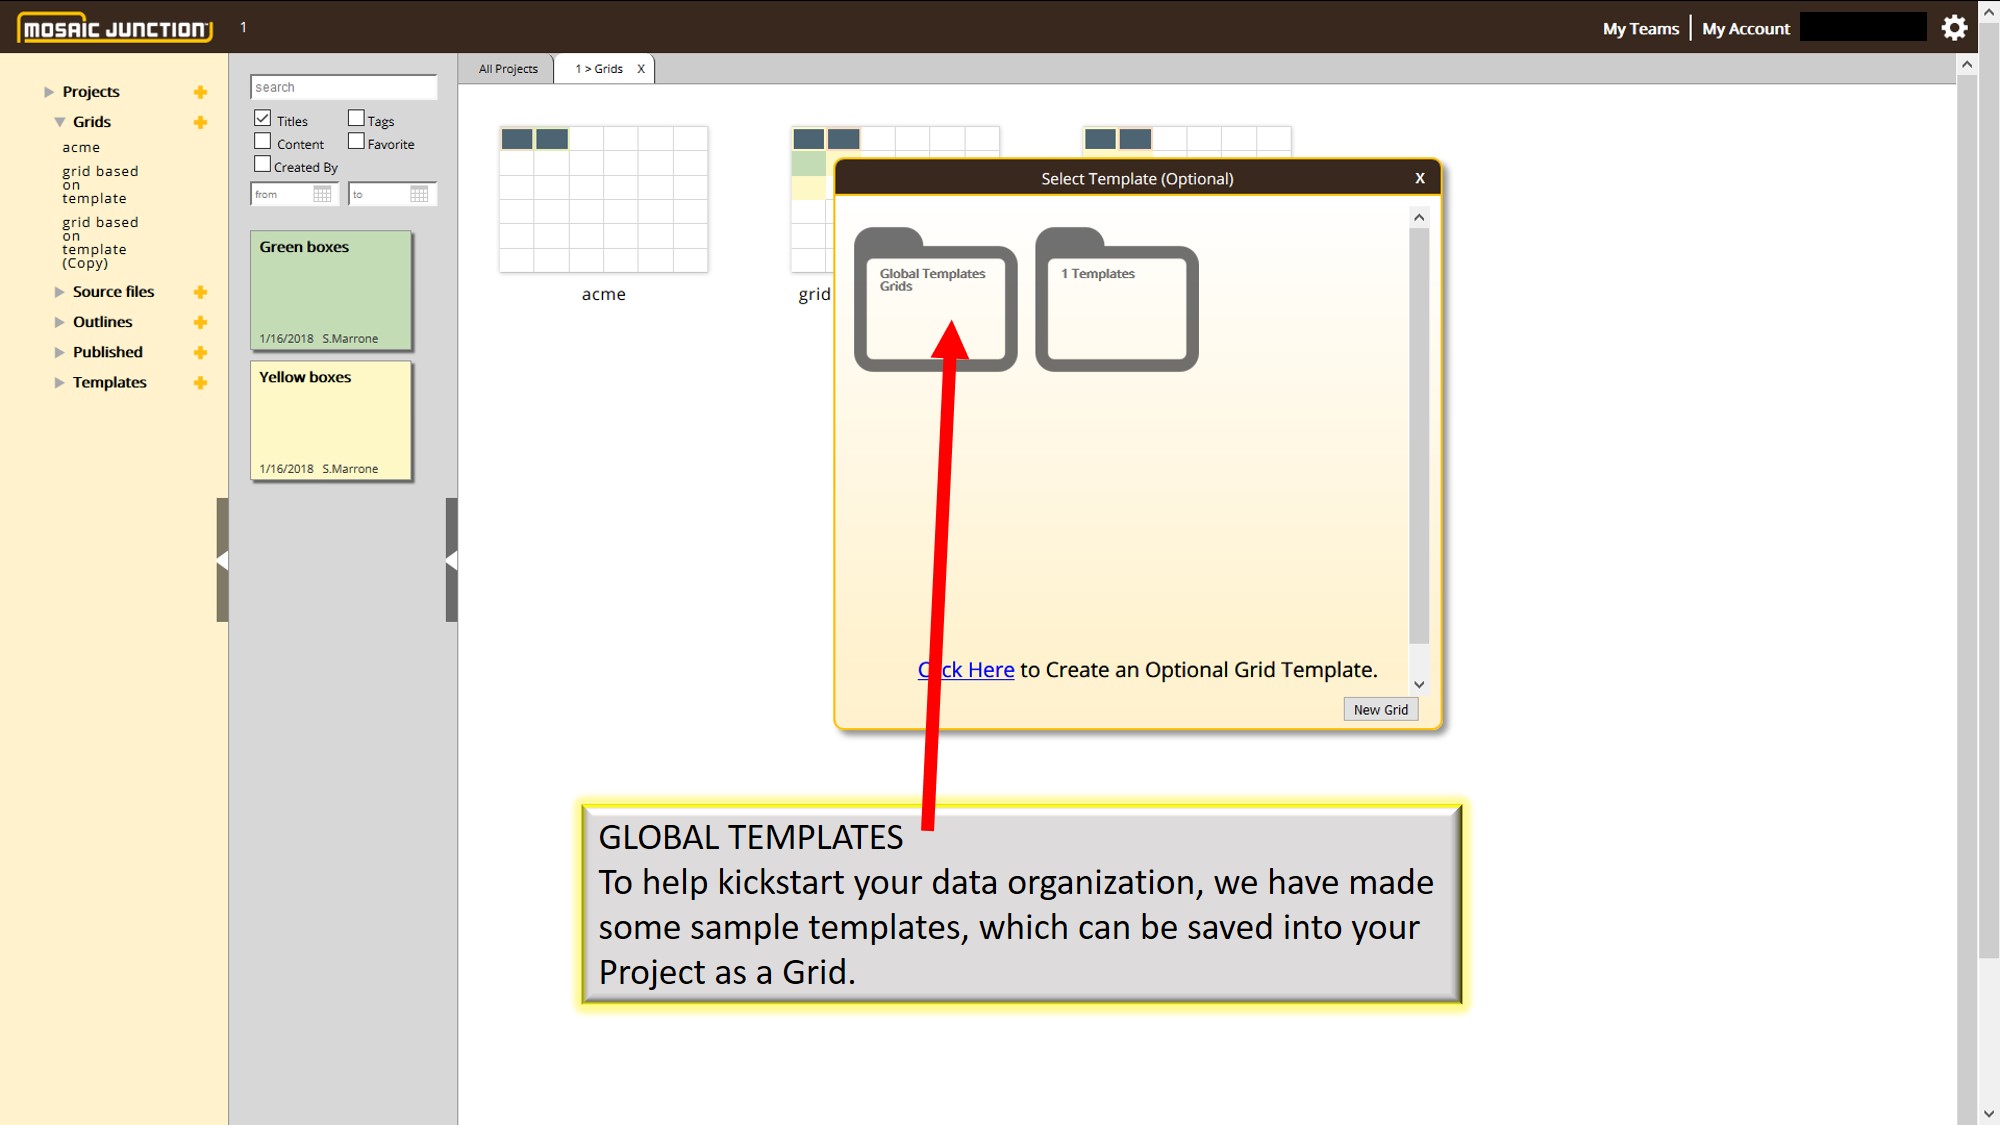 MOSAIC JUNCTION
1
My Teams
My Account
Projects
Grids
acme
grid based
on
template
grid based
on
template
(Copy)
Source files
Outlines
Published
Templates
search
Titles
Tags
Content
Favorite
Created By
from
to
Green boxes
1/16/2018 S.Marrone
Yellow boxes
1/16/2018 S.Marrone
All Projects
1 > Grids X
acme
grid
Select Template (Optional)
X
Global Templates
Grids
1 Templates
Click Here to Create an Optional Grid Template.
New Grid
GLOBAL TEMPLATES
To help kickstart your data organization, we have made
some sample templates, which can be saved into your
Project as a Grid.